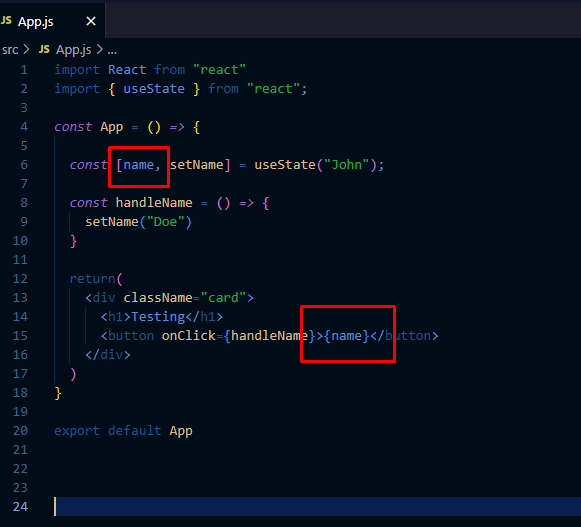 JS App.js ×
src > JS App.js > ...
1 import React from "react"
2 import { useState } from "react";
3
4 const App = () => {
5
6 const [name, setName] = useState("John");
7
8 const handleName = () => {
9 setName("Doe")
10 }
11
12 return(
13 <div className="card">
14 <h1>Testing</h1>
15 <button onClick={handleName}>{name}</button>
16 </div>
17 )
18 }
19
20 export default App
21
22
23
24